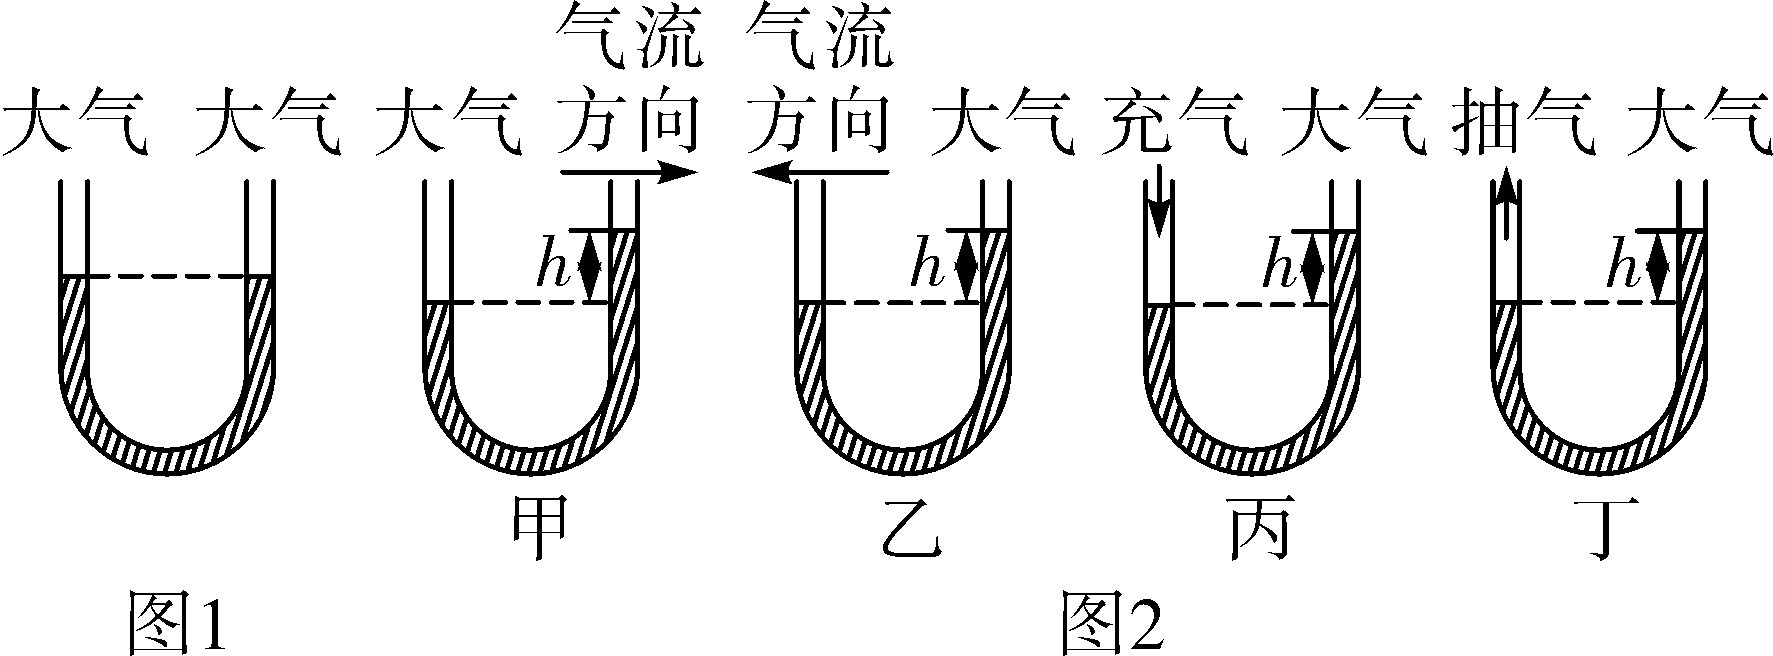 气流 气流
大气 大气 大气 方向 方向 大气 充气 大气 抽气 大气
h h h h
甲 乙 丙 丁
图1 图2